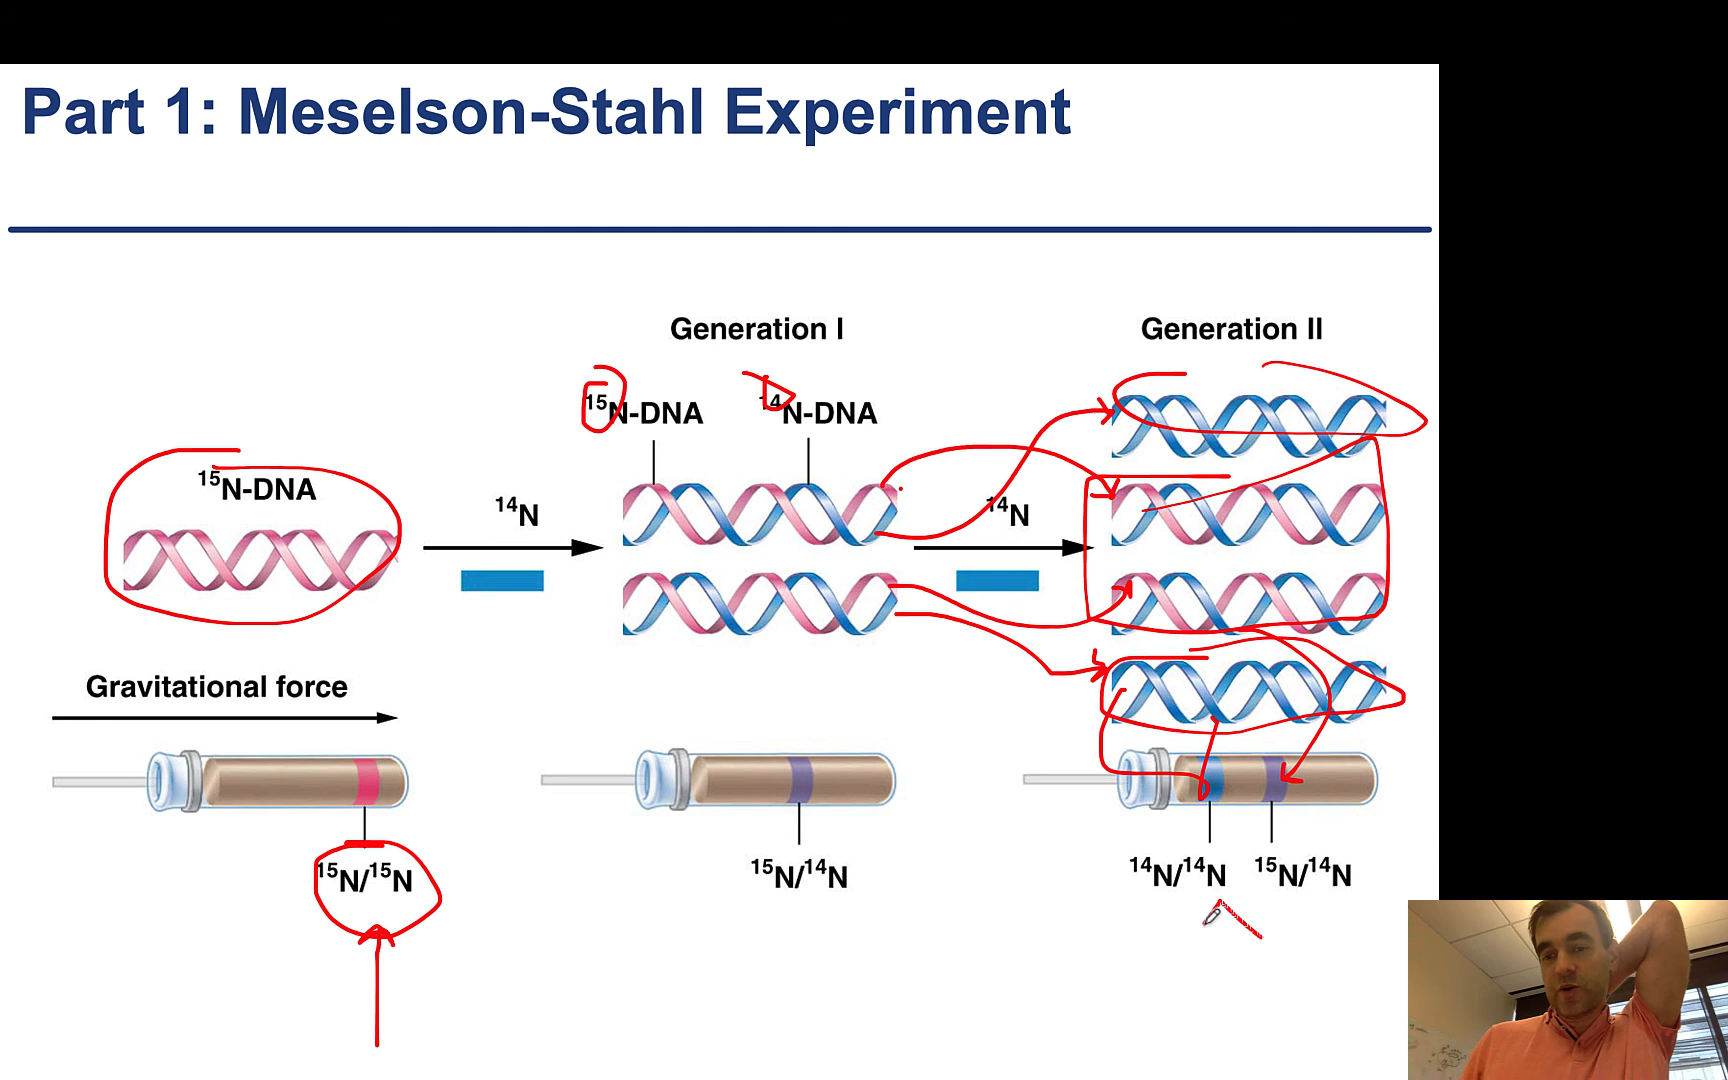 Part 1: Meselson-Stahl Experiment
Generation I
Generation II
¹⁵N-DNA
¹⁴N-DNA
¹⁵N-DNA
¹⁴N
¹⁴N
Gravitational force
¹⁵N/¹⁵N
¹⁵N/¹⁴N
¹⁴N/¹⁴N
¹⁵N/¹⁴N